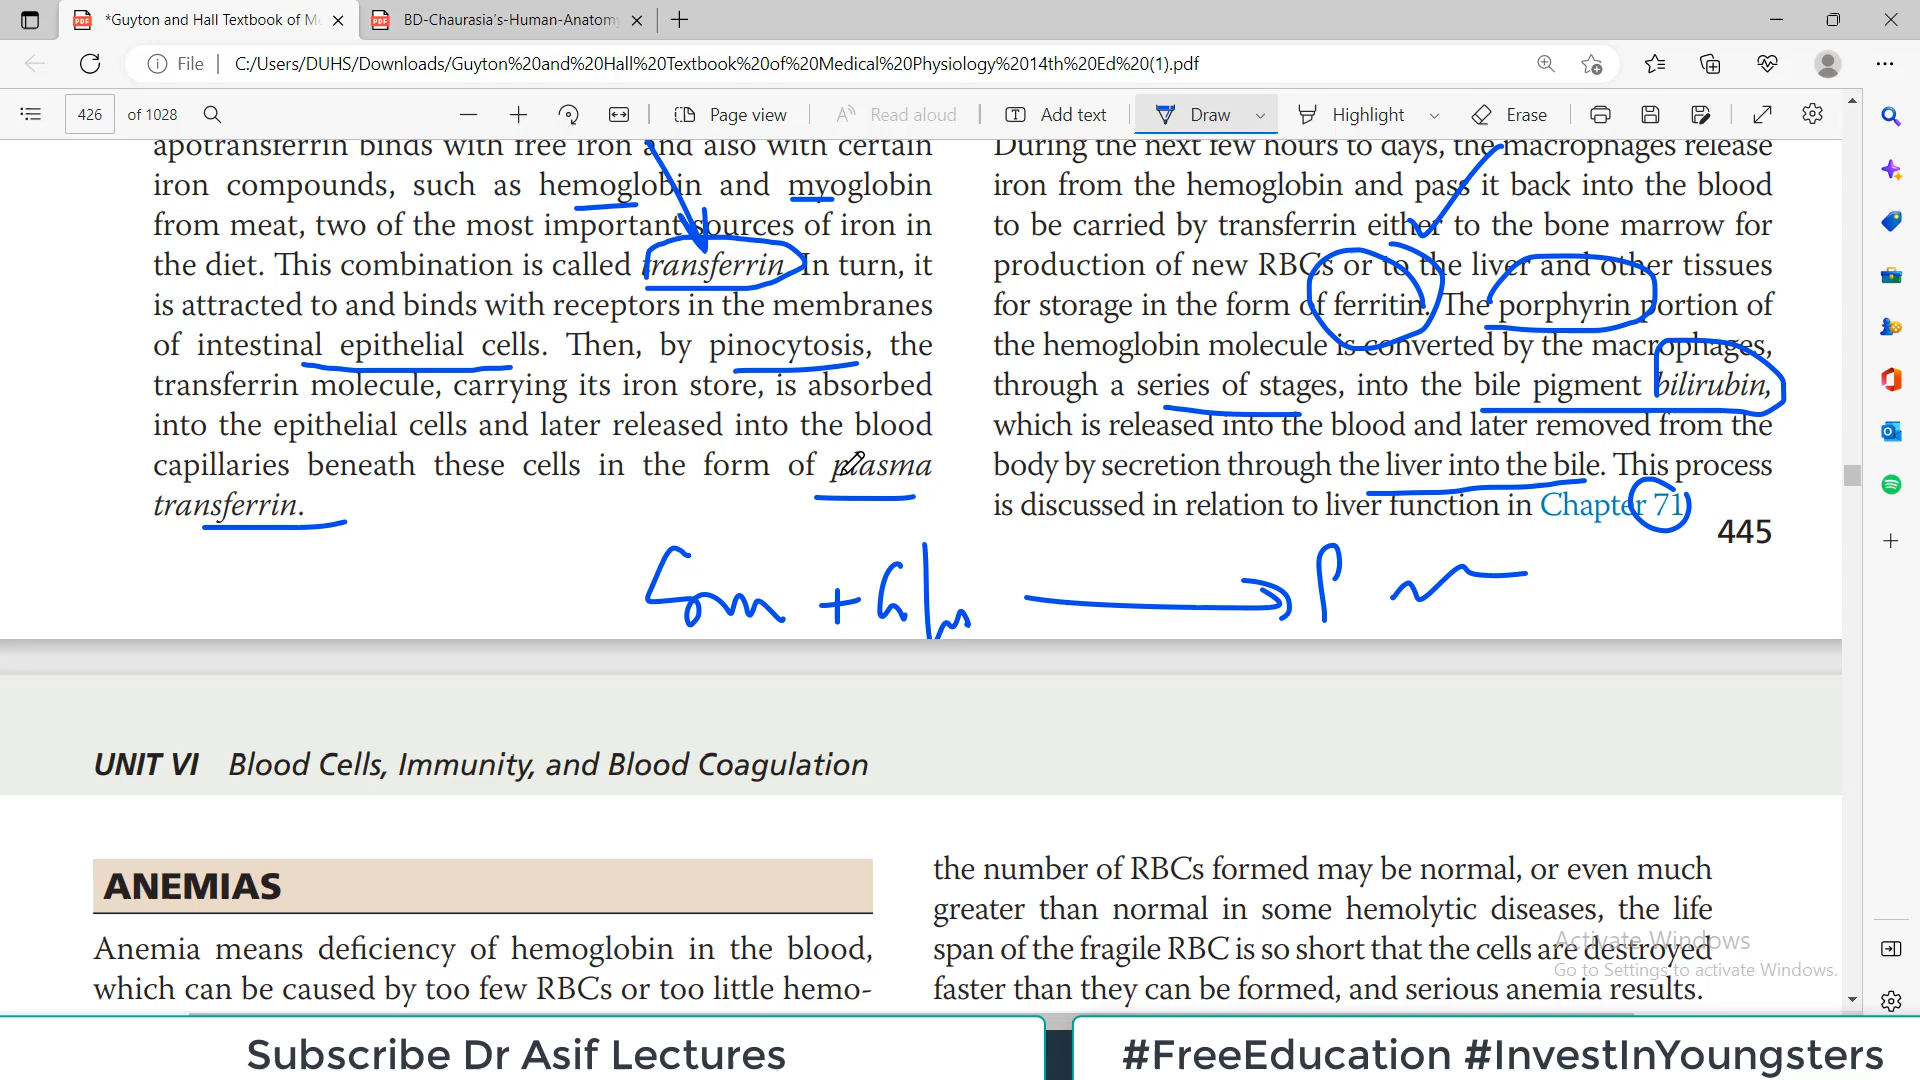 *Guyton and Hall Textbook of M
BD-Chaurasia's-Human-Anatomy
File
C:/Users/DUHS/Downloads/Guyton%20and%20Hall%20Textbook%20of%20Medical%20Physiology%2014th%20Ed%20(1).pdf
426
of 1028
Page view
Read aloud
Add text
Draw
Highlight
Erase
apotransferrin binds with free iron and also with certain
iron compounds, such as hemoglobin and myoglobin
from meat, two of the most important sources of iron in
the diet. This combination is called transferrin. In turn, it
is attracted to and binds with receptors in the membranes
of intestinal epithelial cells. Then, by pinocytosis, the
transferrin molecule, carrying its iron store, is absorbed
into the epithelial cells and later released into the blood
capillaries beneath these cells in the form of plasma
transferrin.
During the next few hours to days, the macrophages release
iron from the hemoglobin and pass it back into the blood
to be carried by transferrin either to the bone marrow for
production of new RBCs or to the liver and other tissues
for storage in the form of ferritin. The porphyrin portion of
the hemoglobin molecule is converted by the macrophages,
through a series of stages, into the bile pigment bilirubin,
which is released into the blood and later removed from the
body by secretion through the liver into the bile. This process
is discussed in relation to liver function in Chapter 71
445
UNIT VI Blood Cells, Immunity, and Blood Coagulation
ANEMIAS
Anemia means deficiency of hemoglobin in the blood,
which can be caused by too few RBCs or too little hemo-
the number of RBCs formed may be normal, or even much
greater than normal in some hemolytic diseases, the life
span of the fragile RBC is so short that the cells are destroyed
faster than they can be formed, and serious anemia results.
Activate Windows
Go to Settings to activate Windows.
Subscribe Dr Asif Lectures
#FreeEducation #InvestInYoungsters